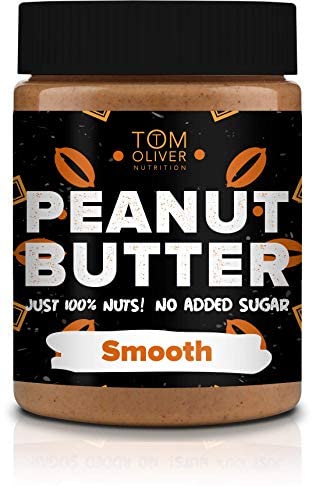 TOM
OLIVER
NUTRITION
PEANUT
BUTTER
JUST 100% NUTS! NO ADDED SUGAR
Smooth